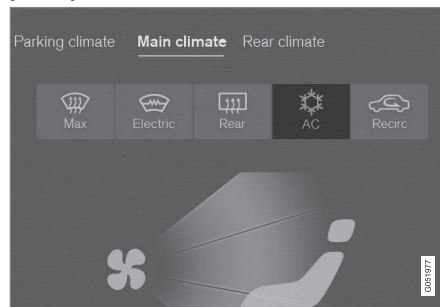 Parking climate Main climate Rear climate
Max Electric Rear AC Recirc
G051977